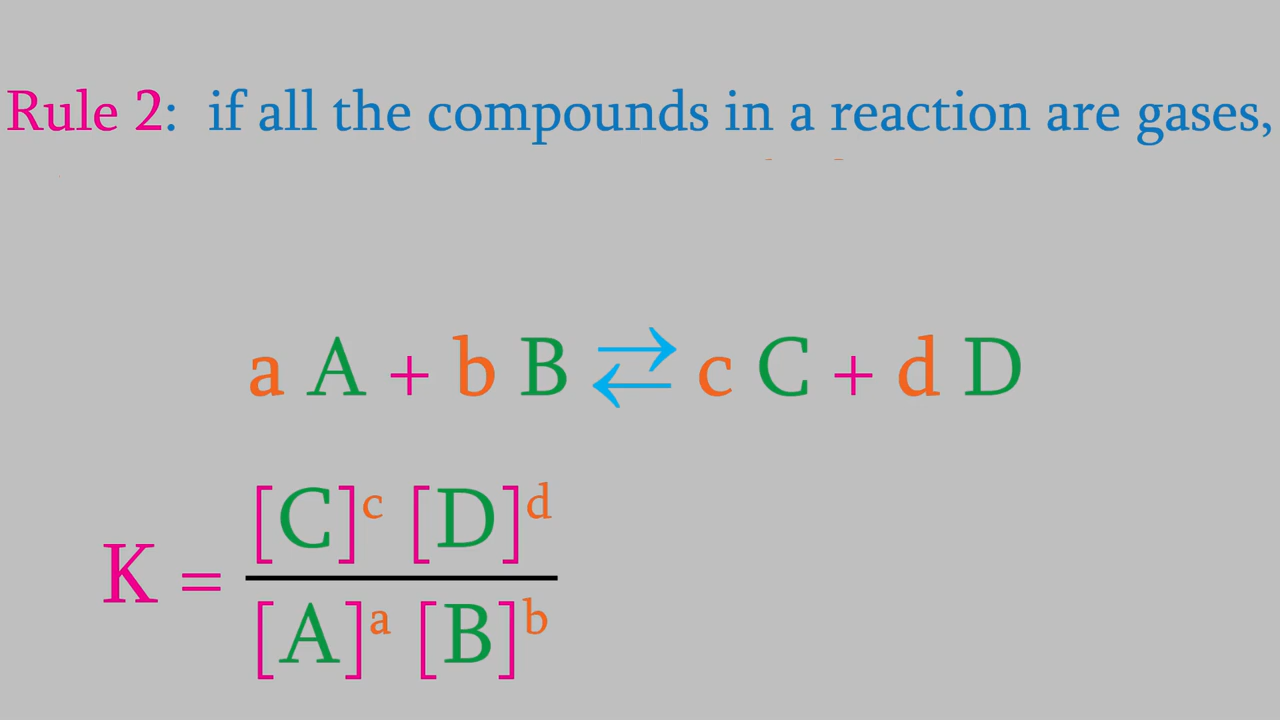 Rule 2: if all the compounds in a reaction are gases,
a A + b B ⇄ c C + d D
K = [C]ᶜ [D]ᵈ
[A]ᵃ [B]ᵇ